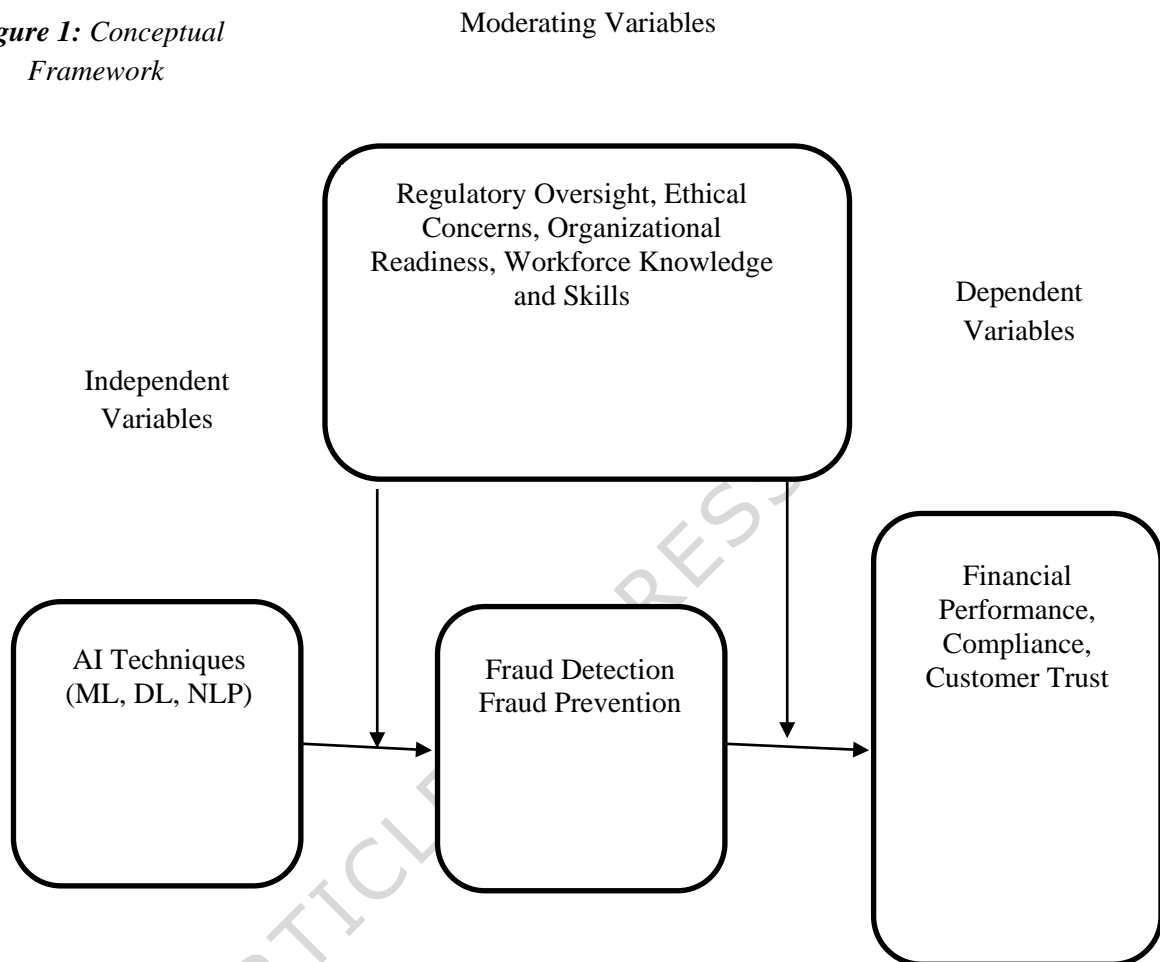 gure 1: Conceptual
Framework
Moderating Variables
Regulatory Oversight, Ethical
Concerns, Organizational
Readiness, Workforce Knowledge
and Skills
Dependent
Variables
Independent
Variables
AI Techniques
(ML, DL, NLP)
Fraud Detection
Fraud Prevention
Financial
Performance,
Compliance,
Customer Trust